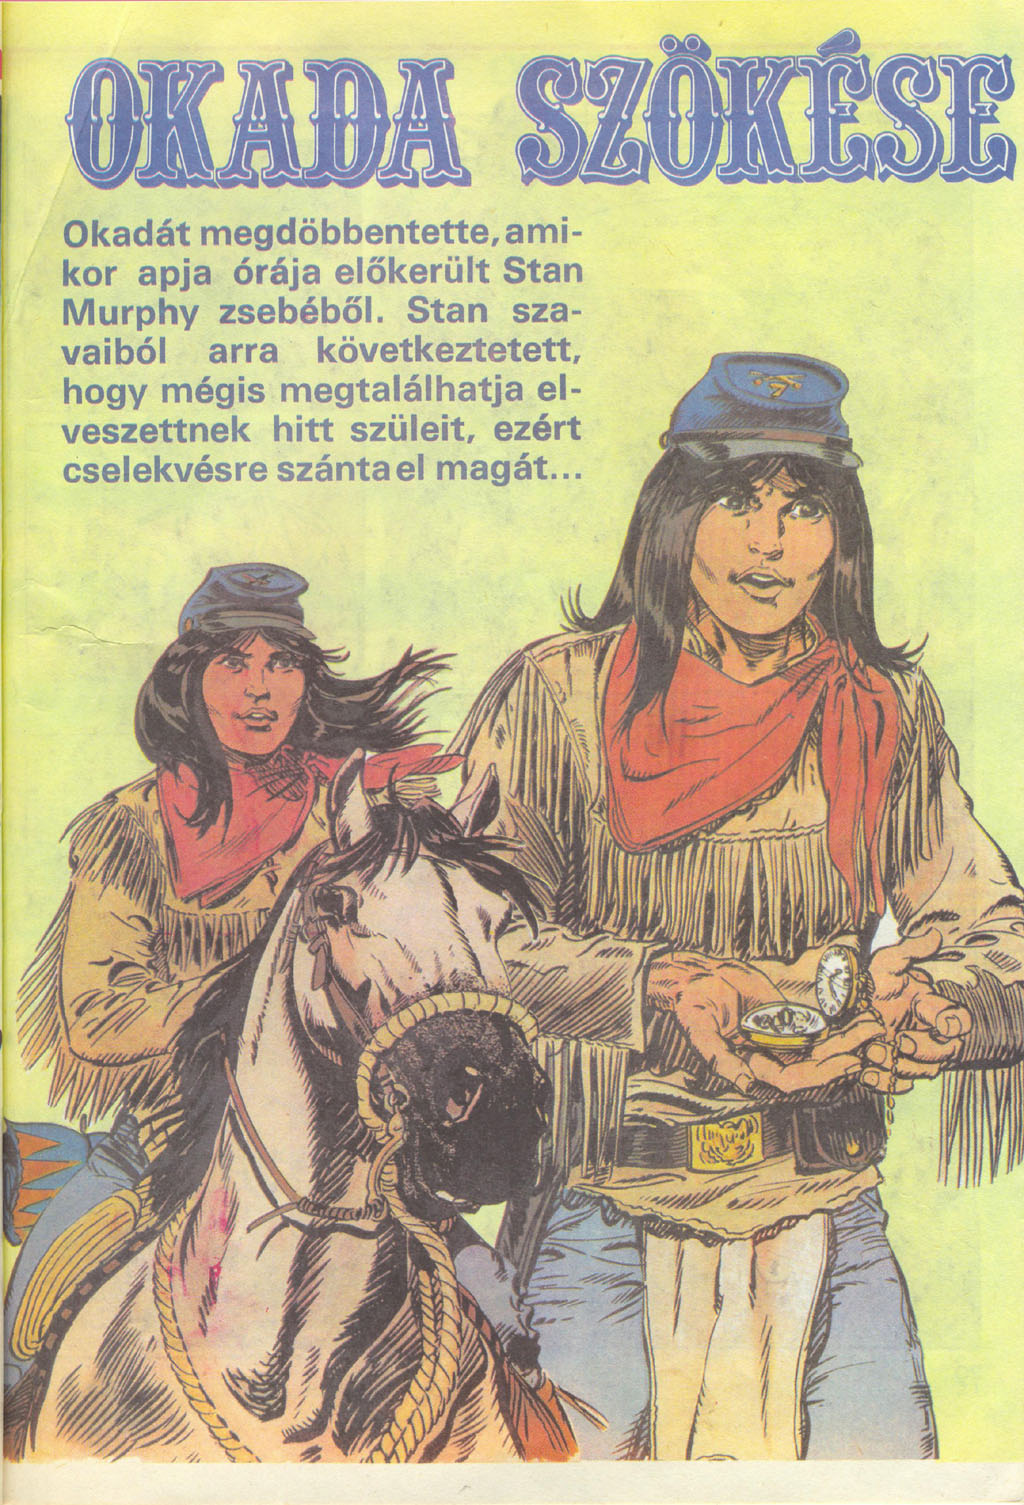 OKADA SZÖKÉSE
Okadát megdöbbentette, ami-
kor apja órája előkerült Stan
Murphy zsebéből. Stan sza-
vaiból arra következtetett,
hogy mégis megtalálhatja el-
veszettnek hitt szüleit, ezért
cselekvésre szánta el magát...